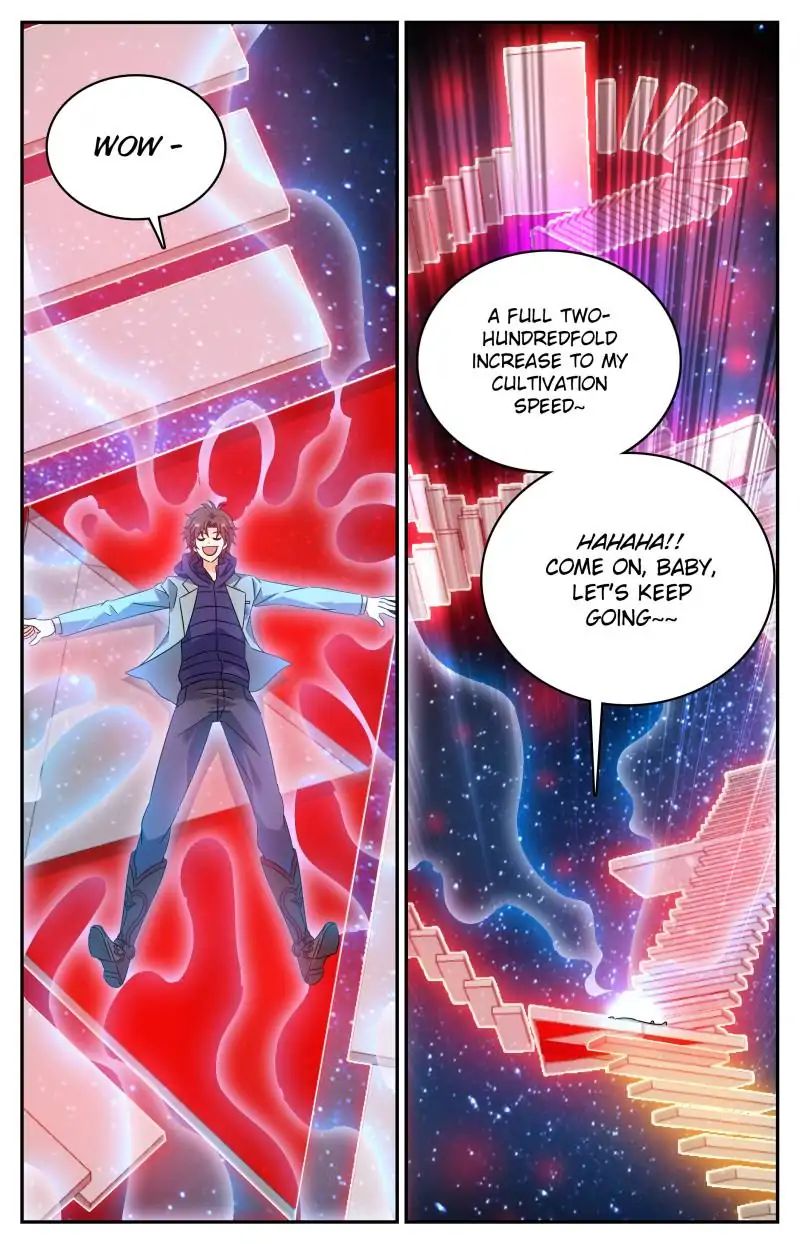 WOW -
A FULL TWO-
HUNDREDFOLD
INCREASE TO MY
CULTIVATION
SPEED~
HAHAHA!!
COME ON, BABY,
LET'S KEEP
GOING~~